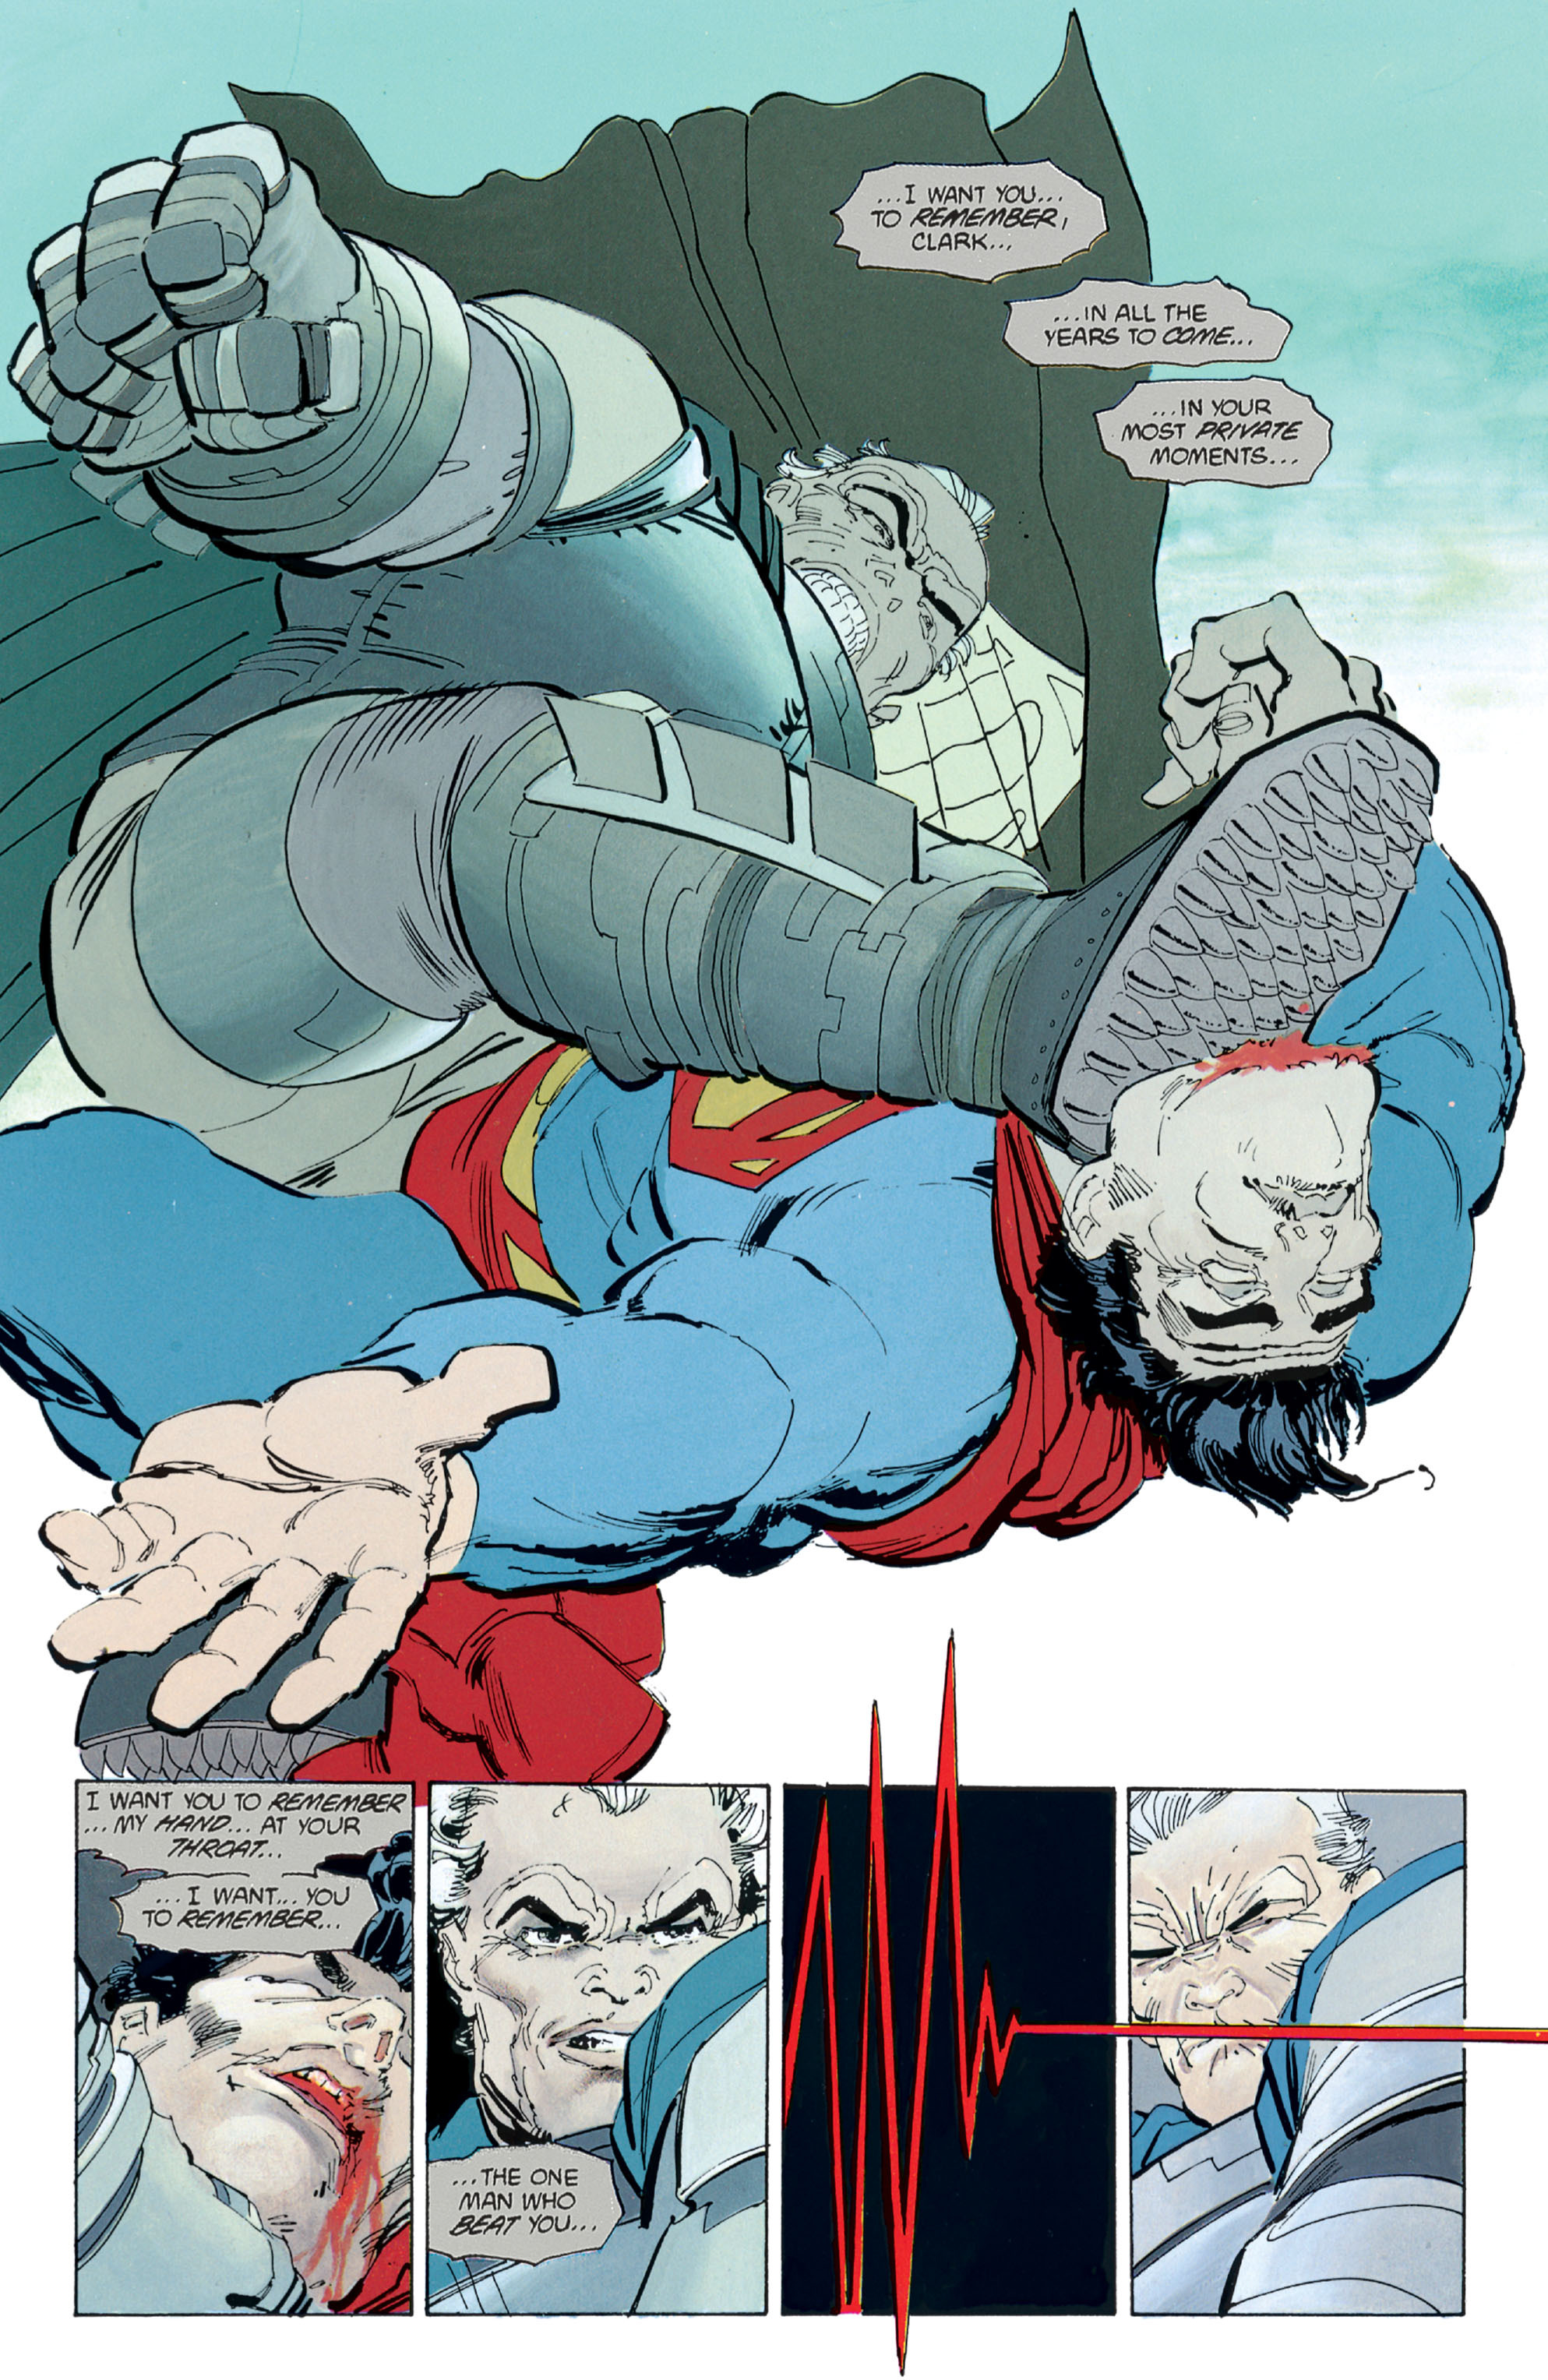 ...I WANT YOU...
TO REMEMBER,
CLARK...
...IN ALL THE
YEARS TO COME...
...IN YOUR
MOST PRIVATE
MOMENTS...
I WANT YOU TO REMEMBER
...MY HAND... AT YOUR
THROAT...
...I WANT... YOU
TO REMEMBER...
...THE ONE
MAN WHO
BEAT YOU...